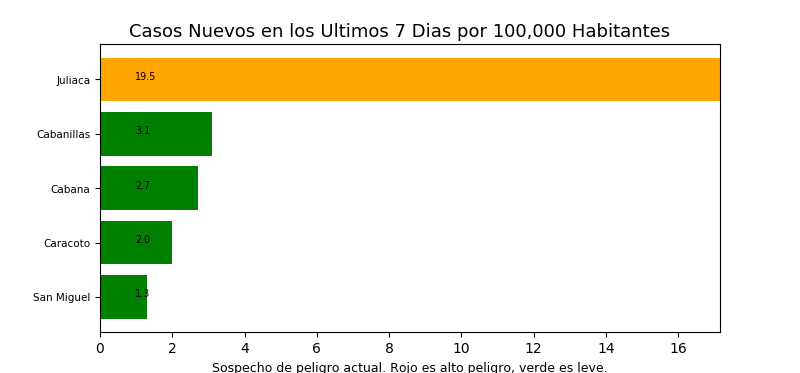 Casos Nuevos en los Ultimos 7 Dias por 100,000 Habitantes
Juliaca 19.5
Cabanillas 3.1
Cabana 2.7
Caracoto 2.0
San Miguel 1.3
0 2 4 6 8 10 12 14 16
Sospecho de peligro actual. Rojo es alto peligro, verde es leve.